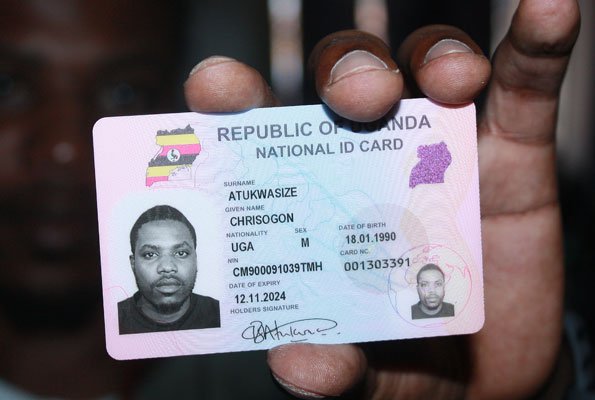 REPUBLIC OF UGANDA
NATIONAL ID CARD
SURNAME
ATUKWASIZE
GIVEN NAME
CHRISOGON
NATIONALITY SEX DATE OF BIRTH
UGA M 18.01.1990
NIN CARD NO.
CM900091039TMH 001303391
DATE OF EXPIRY
12.11.2024
HOLDERS SIGNATURE